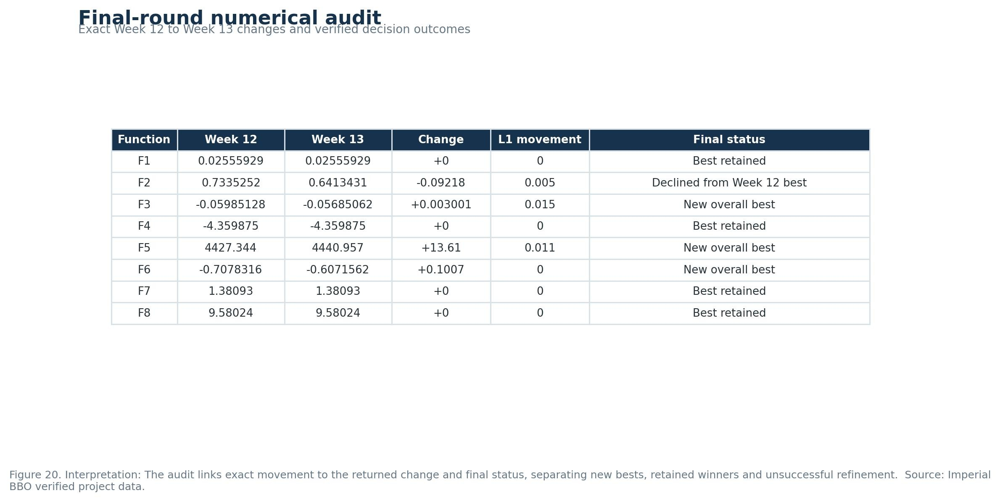 Final-round numerical audit
Exact Week 12 to Week 13 changes and verified decision outcomes
Function Week 12 Week 13 Change L1 movement Final status
F1 0.02555929 0.02555929 +0 0 Best retained
F2 0.7335252 0.6413431 -0.09218 0.005 Declined from Week 12 best
F3 -0.05985128 -0.05685062 +0.003001 0.015 New overall best
F4 -4.359875 -4.359875 +0 0 Best retained
F5 4427.344 4440.957 +13.61 0.011 New overall best
F6 -0.7078316 -0.6071562 +0.1007 0 New overall best
F7 1.38093 1.38093 +0 0 Best retained
F8 9.58024 9.58024 +0 0 Best retained
Figure 20. Interpretation: The audit links exact movement to the returned change and final status, separating new bests, retained winners and unsuccessful refinement.  Source: Imperial
BBO verified project data.